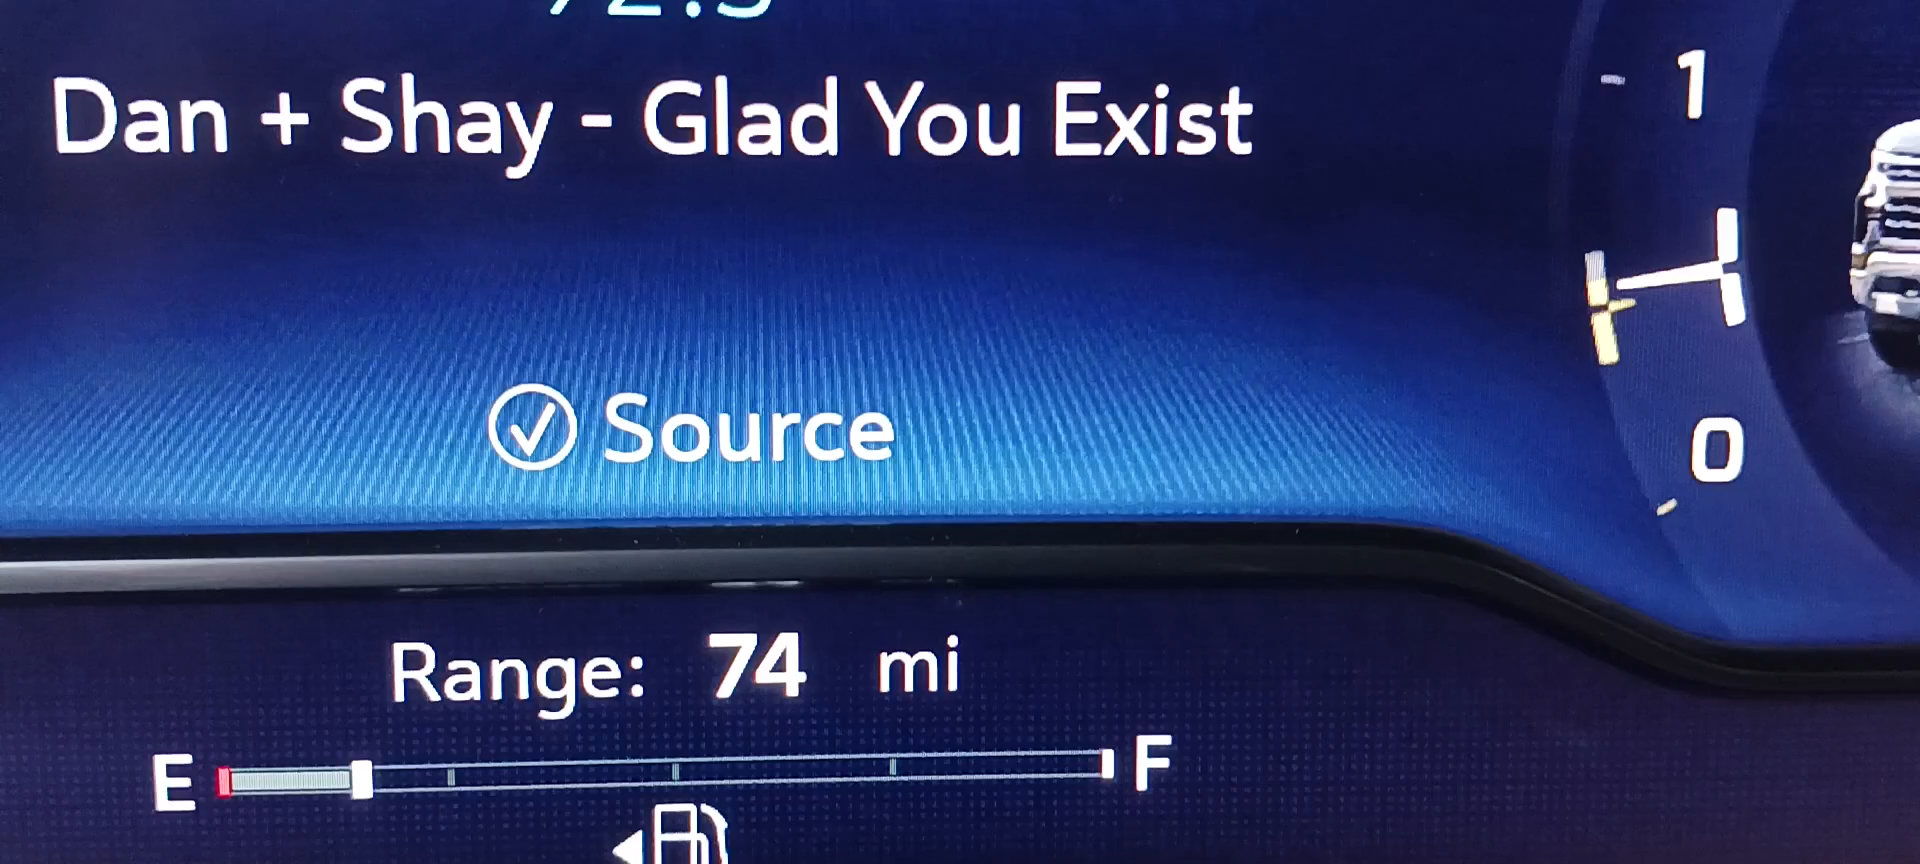 Dan + Shay - Glad You Exist
1
Source
0
Range: 74 mi
E F